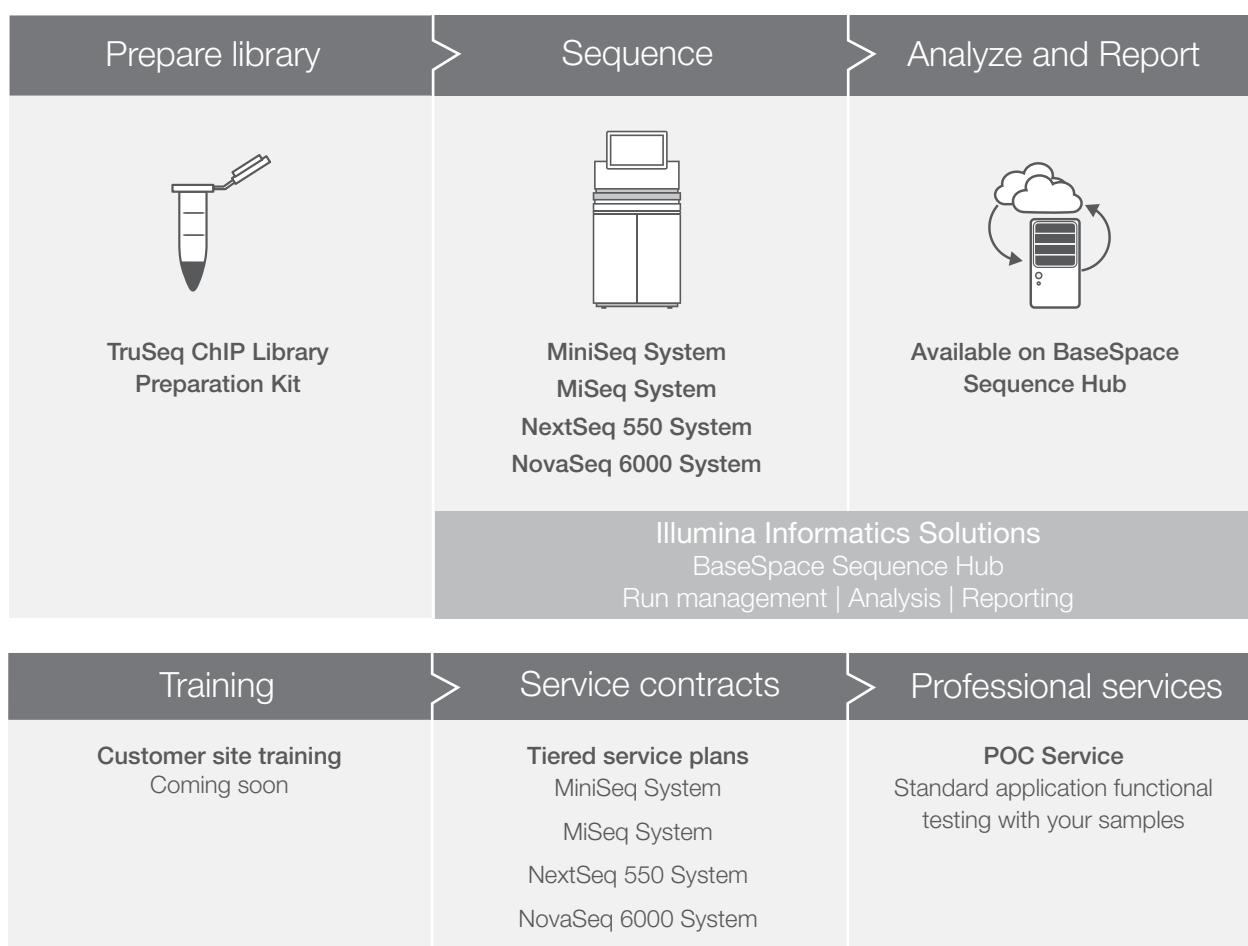 Prepare library
Sequence
Analyze and Report
TruSeq ChIP Library
Preparation Kit
MiniSeq System
MiSeq System
NextSeq 550 System
NovaSeq 6000 System
Available on BaseSpace
Sequence Hub
Illumina Informatics Solutions
BaseSpace Sequence Hub
Run management | Analysis | Reporting
Training
Service contracts
Professional services
Customer site training
Coming soon
Tiered service plans
MiniSeq System
MiSeq System
NextSeq 550 System
NovaSeq 6000 System
POC Service
Standard application functional
testing with your samples